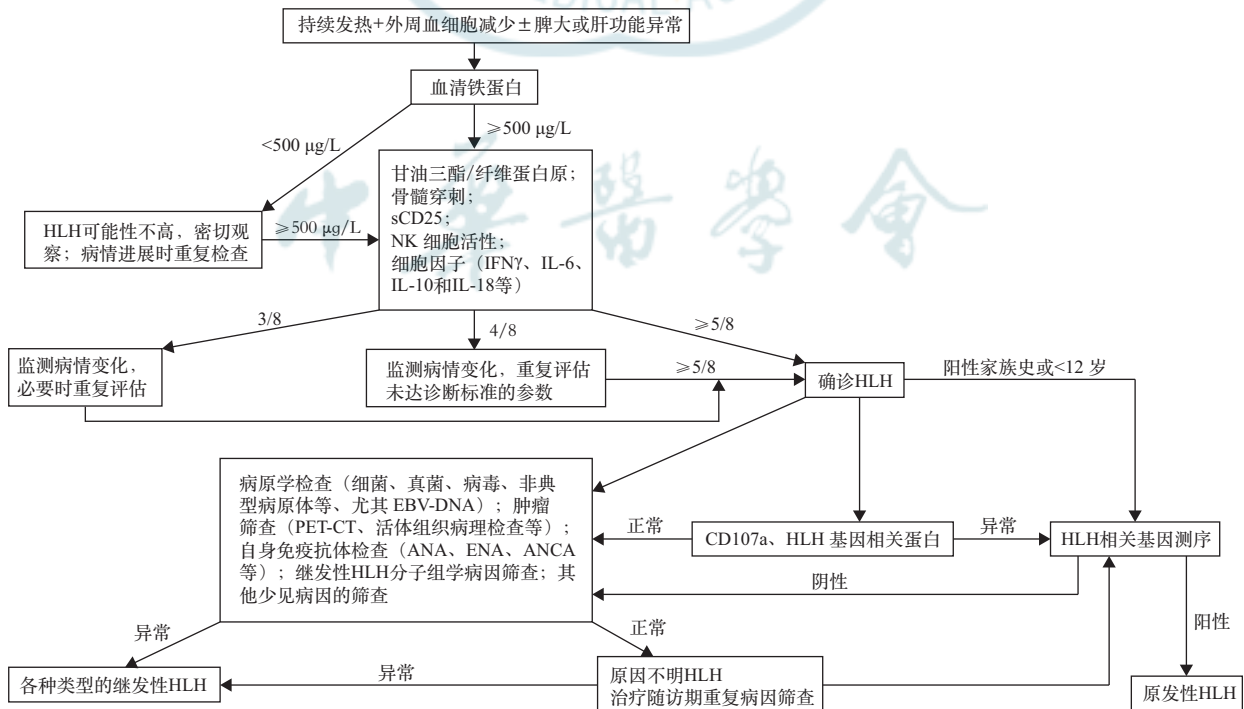 持续发热+外周血细胞减少±脾大或肝功能异常
血清铁蛋白
<500 μg/L
≥500 μg/L
HLH可能性不高，密切观
察；病情进展时重复检查
≥500 μg/L
甘油三酯/纤维蛋白原；
骨髓穿刺；
sCD25；
NK 细胞活性；
细胞因子（IFNγ、IL-6、
IL-10和IL-18等）
中華醫學會
3/8
4/8
≥5/8
监测病情变化，
必要时重复评估
监测病情变化，重复评估
未达诊断标准的参数
≥5/8
确诊HLH
阳性家族史或<12 岁
病原学检查（细菌、真菌、病毒、非典
型病原体等、尤其 EBV-DNA）；肿瘤
筛查（PET-CT、活体组织病理检查等）；
自身免疫抗体检查（ANA、ENA、ANCA
等）；继发性HLH分子组学病因筛查；其
他少见病因的筛查
正常
CD107a、HLH 基因相关蛋白
异常
HLH相关基因测序
阴性
阳性
异常
正常
各种类型的继发性HLH
异常
原因不明HLH
治疗随访期重复病因筛查
原发性HLH